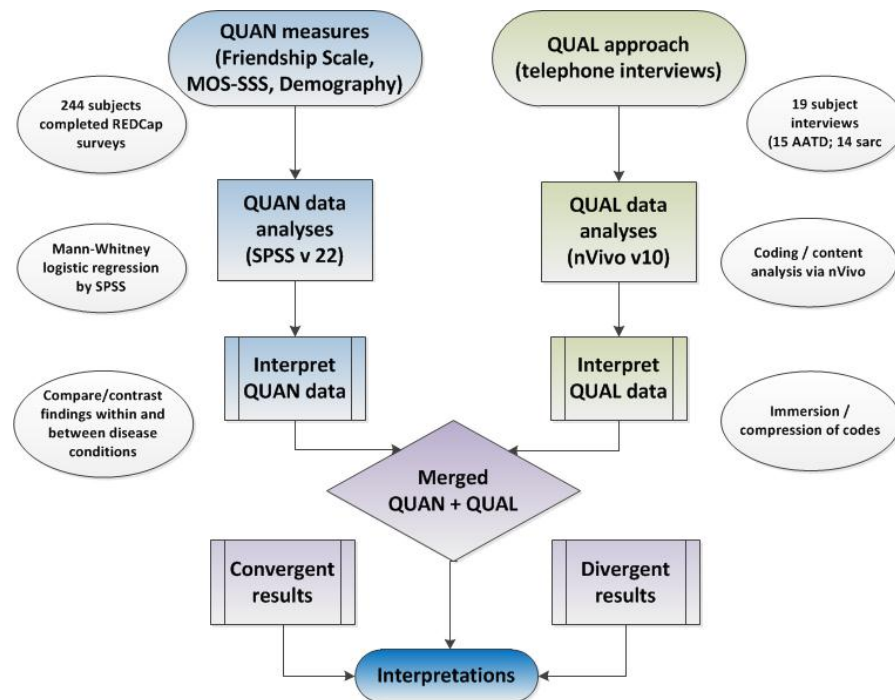 QUAN measures
(Friendship Scale,
MOS-SSS, Demography)
QUAL approach
(telephone interviews)
244 subjects
completed REDCap
surveys
19 subject
interviews
(15 AATD; 14 sarc
QUAN data
analyses
(SPSS v 22)
QUAL data
analyses
(nVivo v10)
Mann-Whitney
logistic regression
by SPSS
Coding / content
analysis via nVivo
Interpret
QUAN data
Interpret
QUAL data
Compare/contrast
findings within and
between disease
conditions
Immersion /
compression of codes
Merged
QUAN + QUAL
Convergent
results
Divergent
results
Interpretations